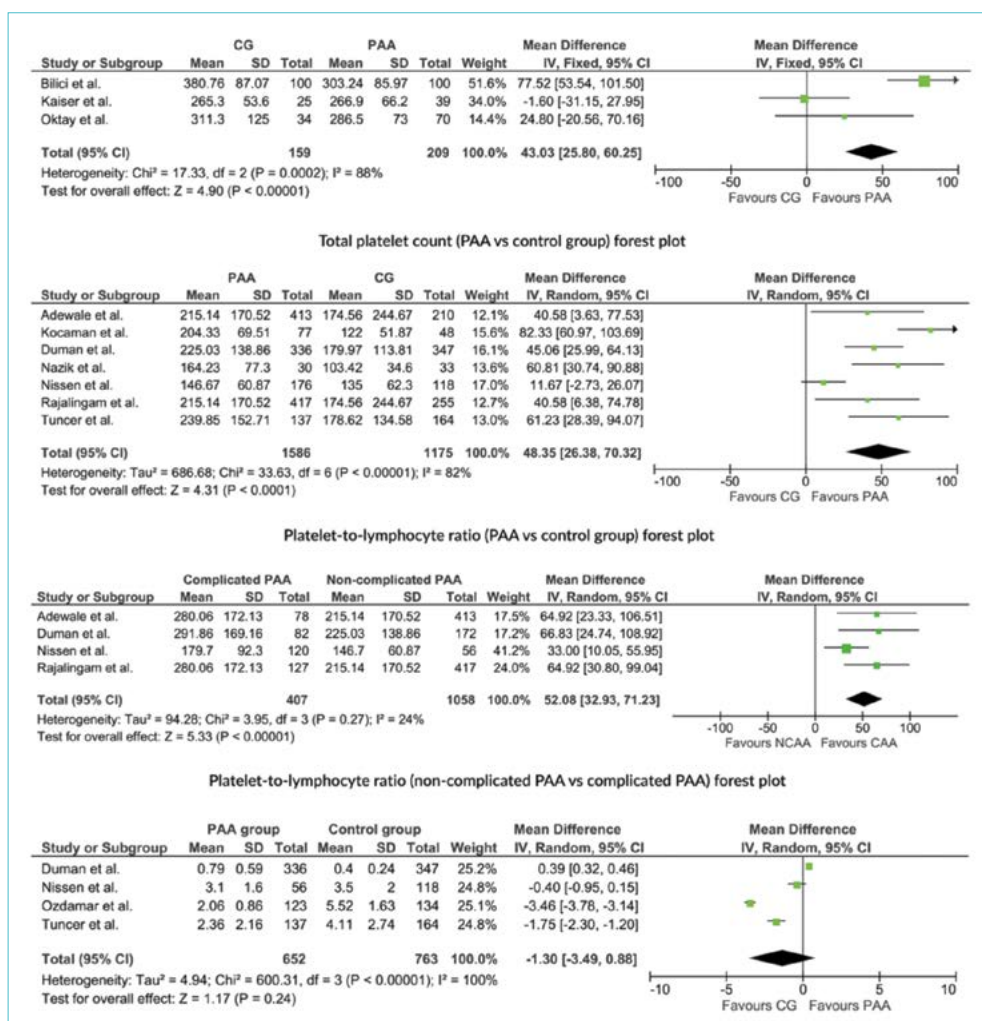 CG PAA Mean Difference Mean Difference
Study or Subgroup Mean SD Total Mean SD Total Weight IV, Fixed, 95% CI IV, Fixed, 95% CI
Bilici et al. 380.76 87.07 100 303.24 85.97 100 51.6% 77.52 [53.54, 101.50]
Kaiser et al. 265.3 53.6 25 266.9 66.2 39 34.0% -1.60 [-31.15, 27.95]
Oktay et al. 311.3 125 34 286.5 73 70 14.4% 24.80 [-20.56, 70.16]
Total (95% CI) 159 209 100.0% 43.03 [25.80, 60.25]
Heterogeneity: Chi² = 17.33, df = 2 (P = 0.0002); I² = 88%
Test for overall effect: Z = 4.90 (P < 0.00001)
-100 -50 0 50 100
Favours CG Favours PAA
Total platelet count (PAA vs control group) forest plot
PAA CG Mean Difference Mean Difference
Study or Subgroup Mean SD Total Mean SD Total Weight IV, Random, 95% CI IV, Random, 95% CI
Adewale et al. 215.14 170.52 413 174.56 244.67 210 12.1% 40.58 [3.63, 77.53]
Kocaman et al. 204.33 69.51 77 122 51.87 48 15.6% 82.33 [60.97, 103.69]
Duman et al. 225.03 138.86 336 179.97 113.81 347 16.1% 45.06 [25.99, 64.13]
Nazik et al. 164.23 77.3 30 103.42 34.6 33 13.6% 60.81 [30.74, 90.88]
Nissen et al. 146.67 60.87 176 135 62.3 118 17.0% 11.67 [-2.73, 26.07]
Rajalingam et al. 215.14 170.52 417 174.56 244.67 255 12.7% 40.58 [6.38, 74.78]
Tuncer et al. 239.85 152.71 137 178.62 134.58 164 13.0% 61.23 [28.39, 94.07]
Total (95% CI) 1586 1175 100.0% 48.35 [26.38, 70.32]
Heterogeneity: Tau² = 686.68; Chi² = 33.63, df = 6 (P < 0.00001); I² = 82%
Test for overall effect: Z = 4.31 (P < 0.0001)
-100 -50 0 50 100
Favours CG Favours PAA
Platelet-to-lymphocyte ratio (PAA vs control group) forest plot
Complicated PAA Non-complicated PAA Mean Difference Mean Difference
Study or Subgroup Mean SD Total Mean SD Total Weight IV, Random, 95% CI IV, Random, 95% CI
Adewale et al. 280.06 172.13 78 215.14 170.52 413 17.5% 64.92 [23.33, 106.51]
Duman et al. 291.86 169.16 82 225.03 138.86 172 17.2% 66.83 [24.74, 108.92]
Nissen et al. 179.7 92.3 120 146.7 60.87 56 41.2% 33.00 [10.05, 55.95]
Rajalingam et al. 280.06 172.13 127 215.14 170.52 417 24.0% 64.92 [30.80, 99.04]
Total (95% CI) 407 1058 100.0% 52.08 [32.93, 71.23]
Heterogeneity: Tau² = 94.28; Chi² = 3.95, df = 3 (P = 0.27); I² = 24%
Test for overall effect: Z = 5.33 (P < 0.00001)
-100 -50 0 50 100
Favours NCAA Favours CAA
Platelet-to-lymphocyte ratio (non-complicated PAA vs complicated PAA) forest plot
PAA group Control group Mean Difference Mean Difference
Study or Subgroup Mean SD Total Mean SD Total Weight IV, Random, 95% CI IV, Random, 95% CI
Duman et al. 0.79 0.59 336 0.4 0.24 347 25.2% 0.39 [0.32, 0.46]
Nissen et al. 3.1 1.6 56 3.5 2 118 24.8% -0.40 [-0.95, 0.15]
Ozdamar et al. 2.06 0.86 123 5.52 1.63 134 25.1% -3.46 [-3.78, -3.14]
Tuncer et al. 2.36 2.16 137 4.11 2.74 164 24.8% -1.75 [-2.30, -1.20]
Total (95% CI) 652 763 100.0% -1.30 [-3.49, 0.88]
Heterogeneity: Tau² = 4.94; Chi² = 600.31, df = 3 (P < 0.00001); I² = 100%
Test for overall effect: Z = 1.17 (P = 0.24)
-10 -5 0 5 10
Favours CG Favours PAA